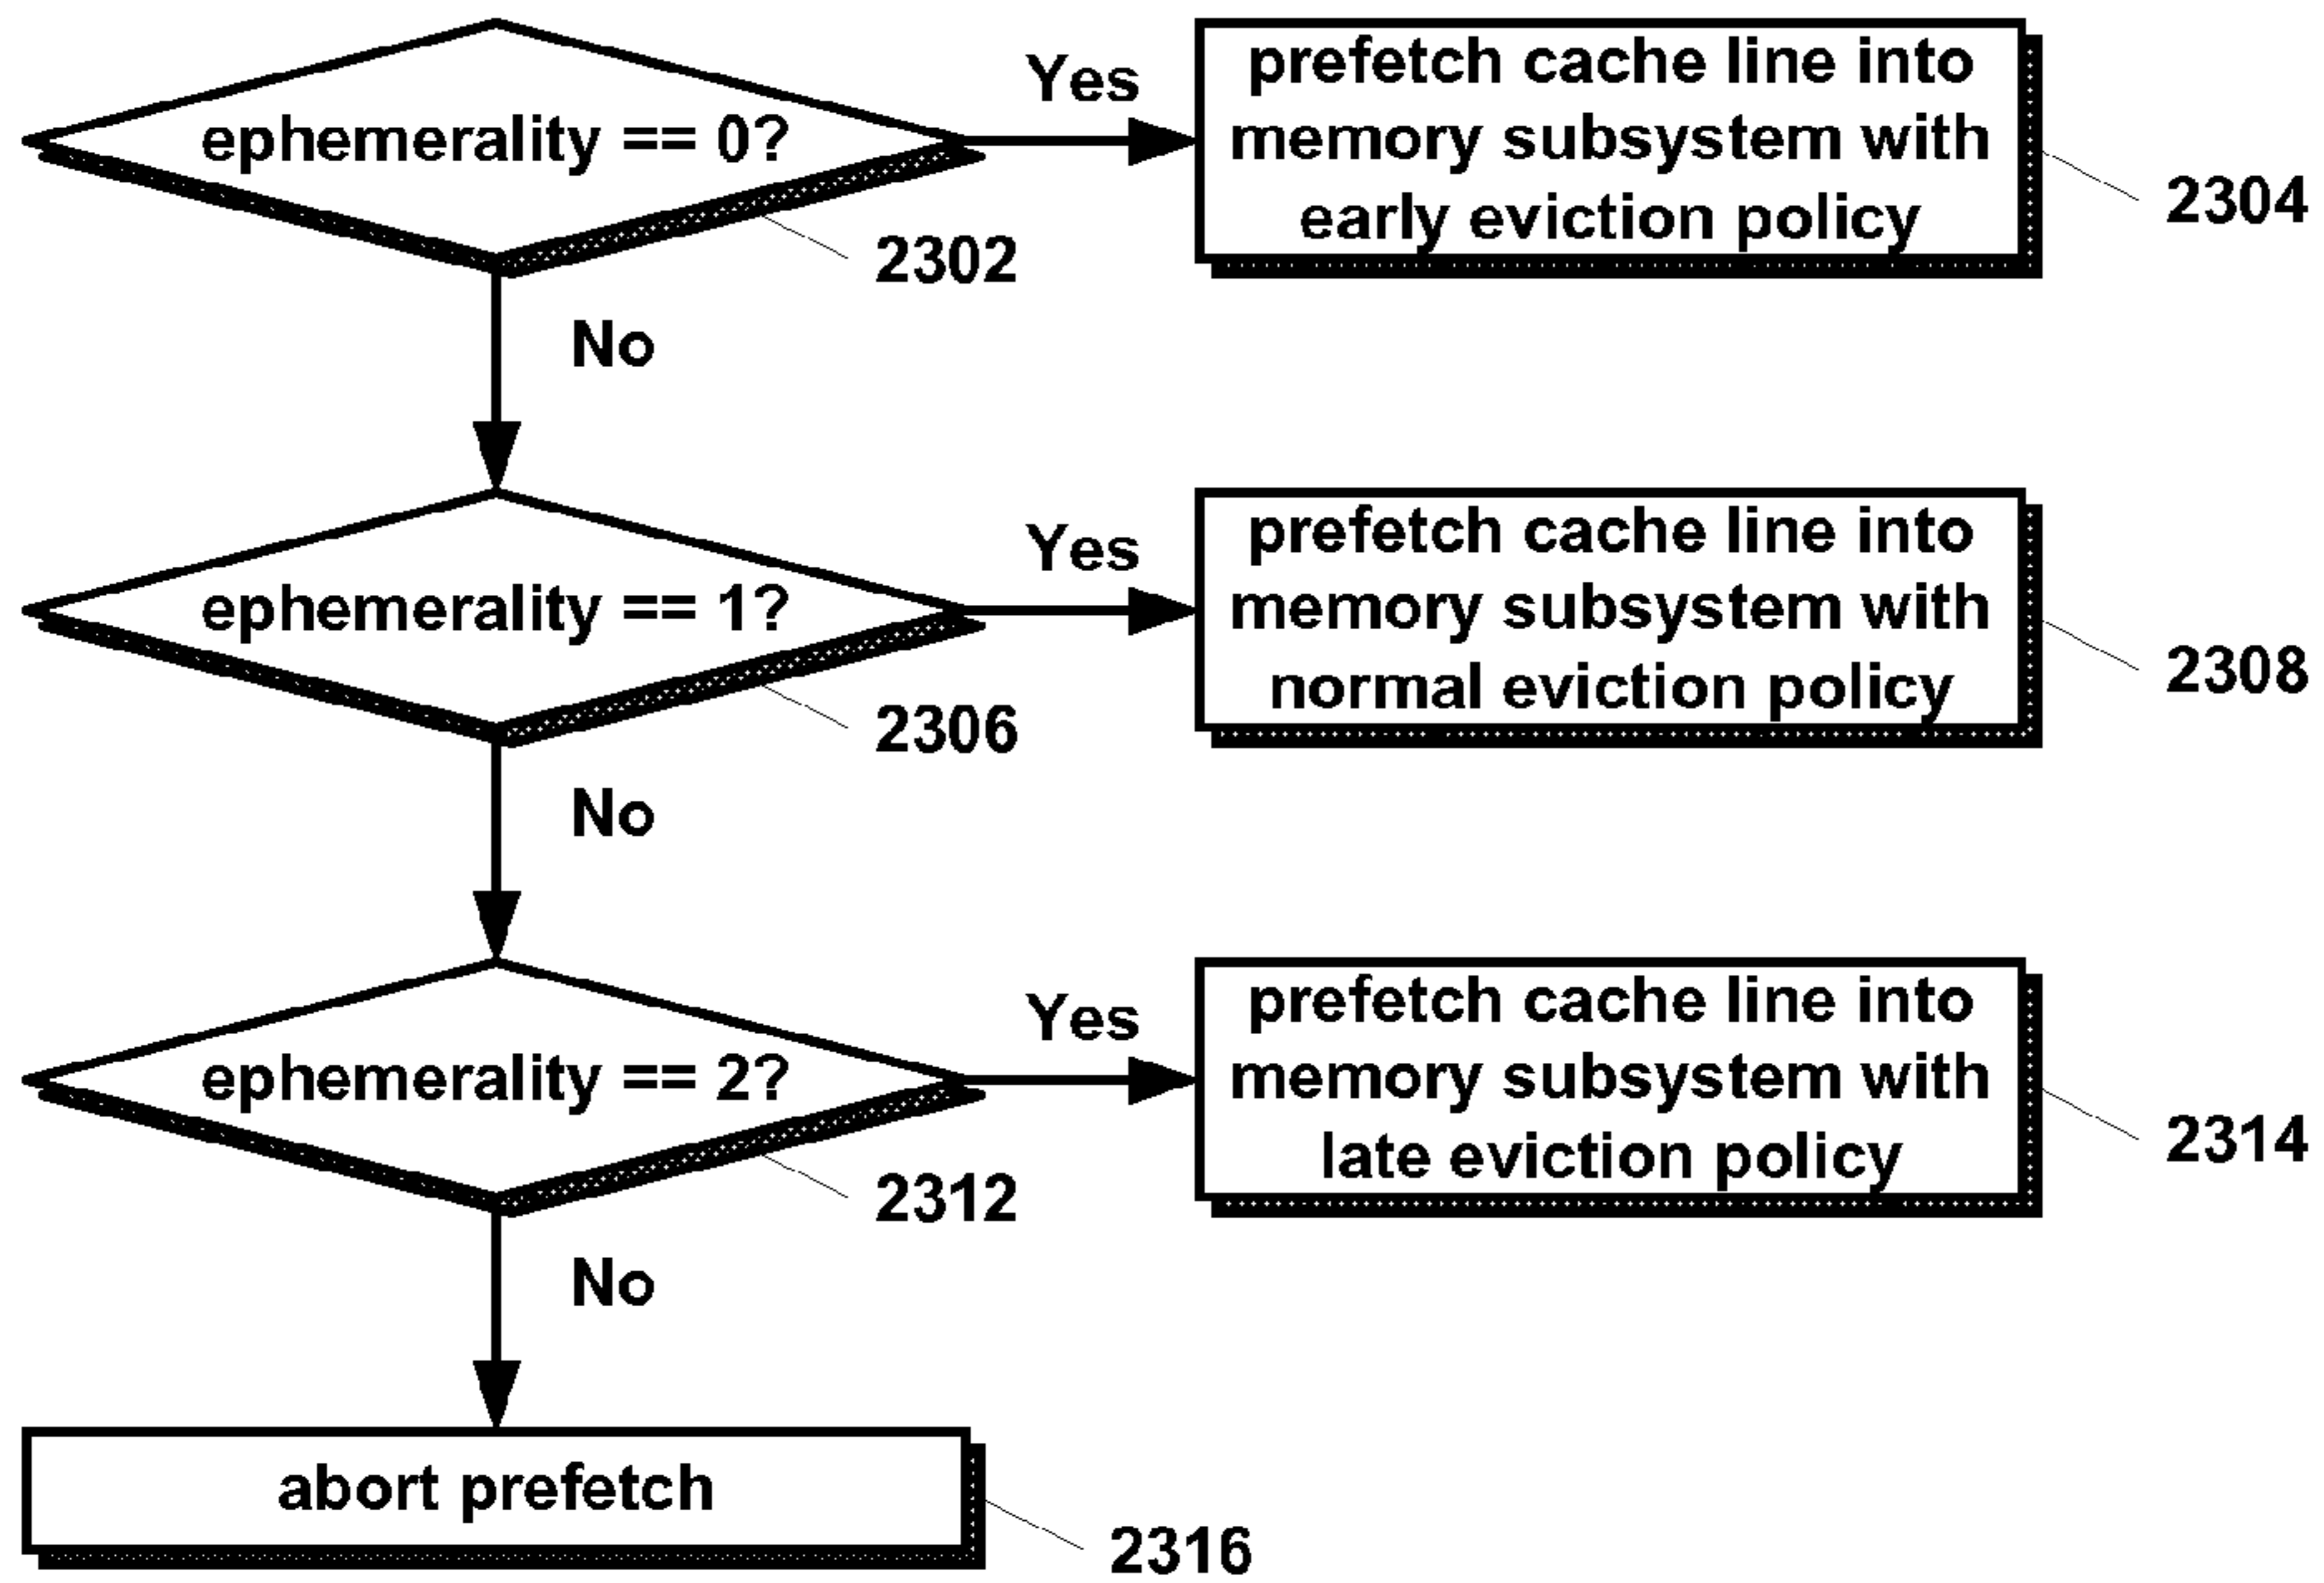 ephemerality == 0?
Yes
prefetch cache line into
memory subsystem with
early eviction policy
2304
2302
No
ephemerality == 1?
Yes
prefetch cache line into
memory subsystem with
normal eviction policy
2308
2306
No
ephemerality == 2?
Yes
prefetch cache line into
memory subsystem with
late eviction policy
2314
2312
No
abort prefetch
2316